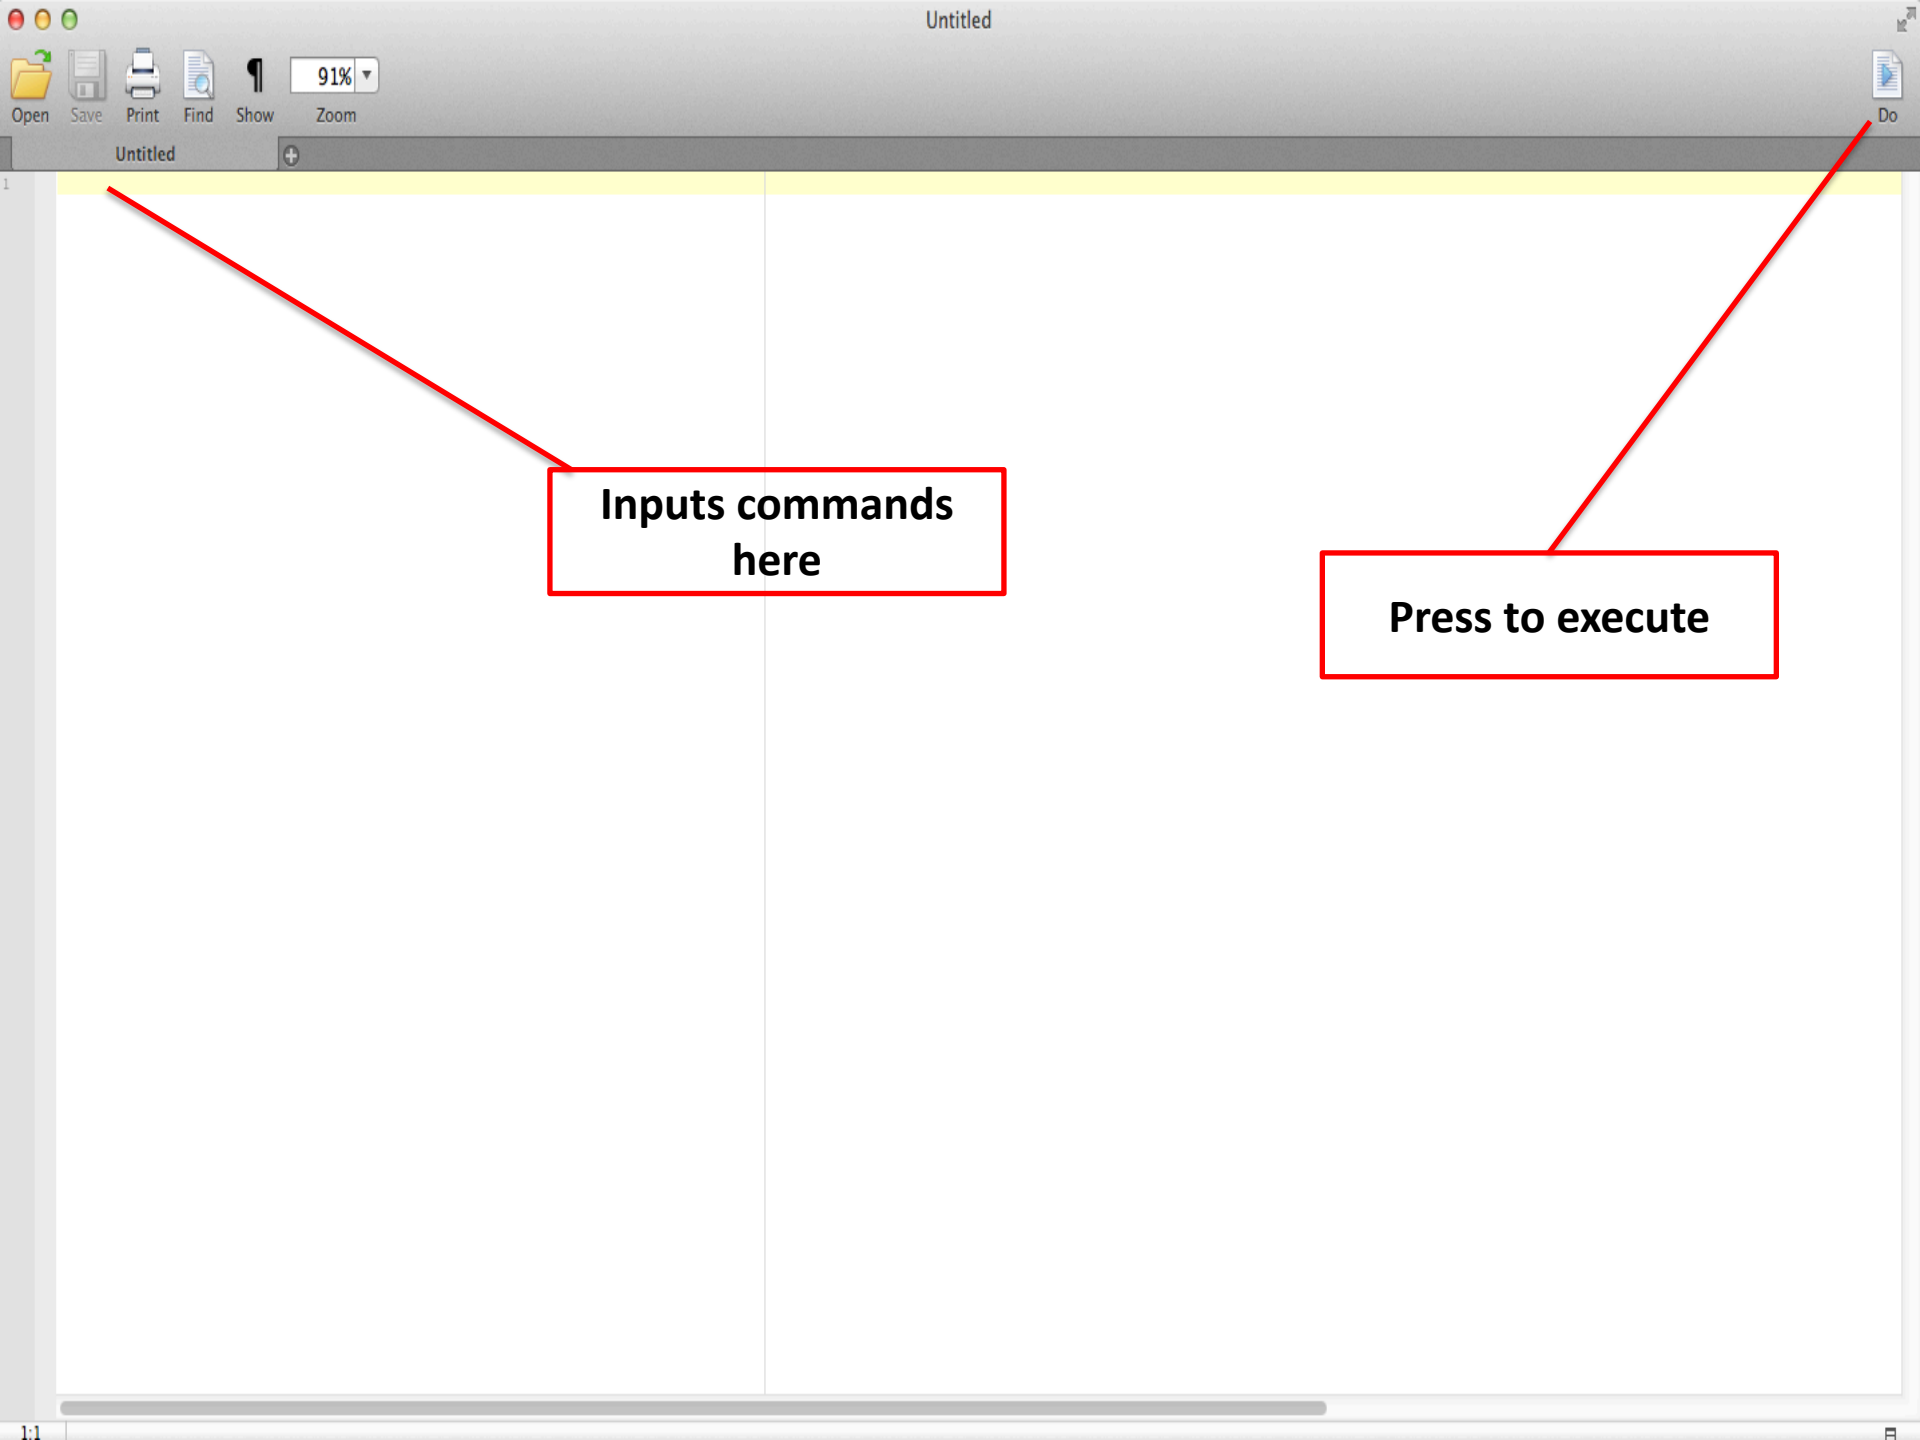 Untitled
91%
Open Save Print Find Show Zoom Do
Untitled
1
Inputs commands
here
Press to execute
1:1